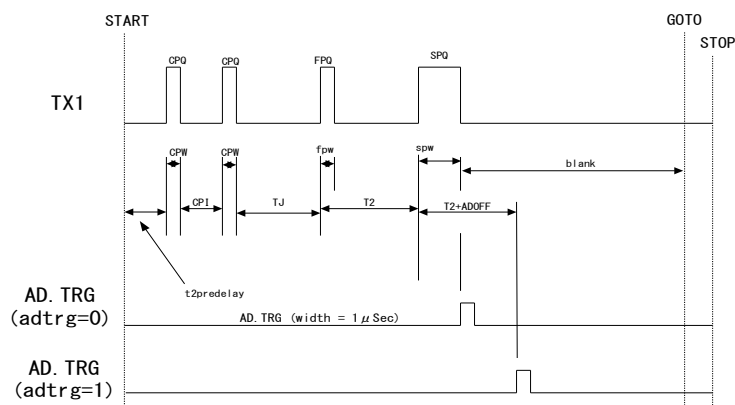 START
GOTO
STOP
CPQ
CPQ
FPQ
SPQ
TX1
CPW
CPW
fpw
spw
blank
CPI
TJ
T2
T2+ADOFF
t2predelay
AD.TRG
(adtrg=0)
AD.TRG (width = 1μSec)
AD.TRG
(adtrg=1)